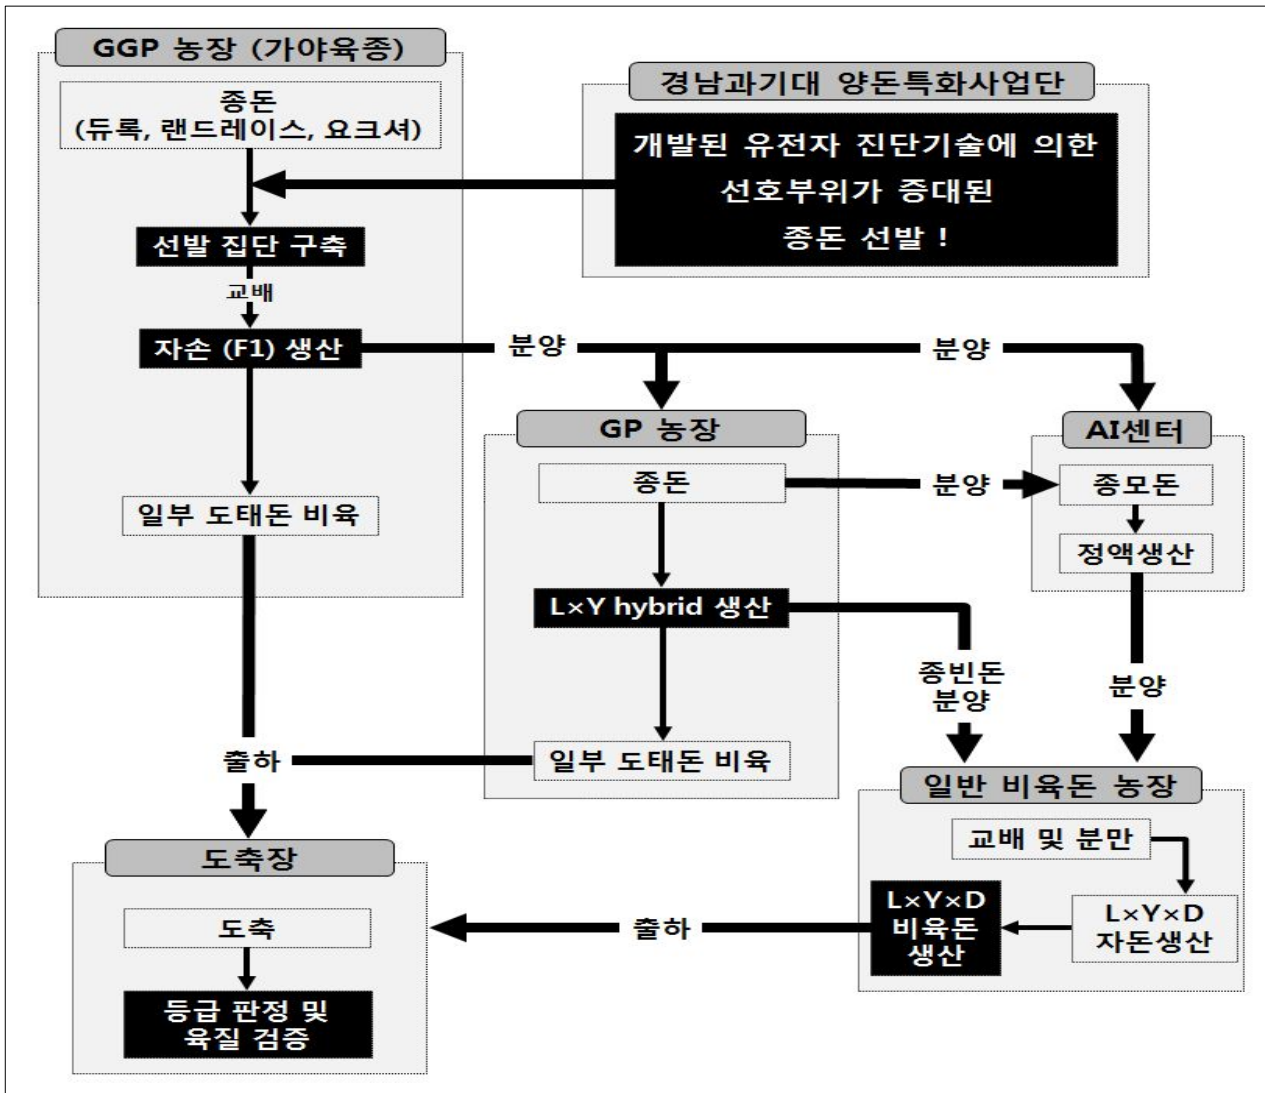 GGP 농장 (가야육종)
종돈
(듀록, 랜드레이스, 요크셔)
선발 집단 구축
교배
자손 (F1) 생산
일부 도태돈 비육
경남과기대 양돈특화사업단
개발된 유전자 진단기술에 의한
선호부위가 증대된
종돈 선발 !
분양
분양
GP 농장
종돈
L×Y hybrid 생산
일부 도태돈 비육
분양
AI센터
종모돈
정액생산
종빈돈
분양
분양
출하
일반 비육돈 농장
교배 및 분만
L×Y×D
자돈생산
L×Y×D
비육돈
생산
출하
도축장
도축
등급 판정 및
육질 검증